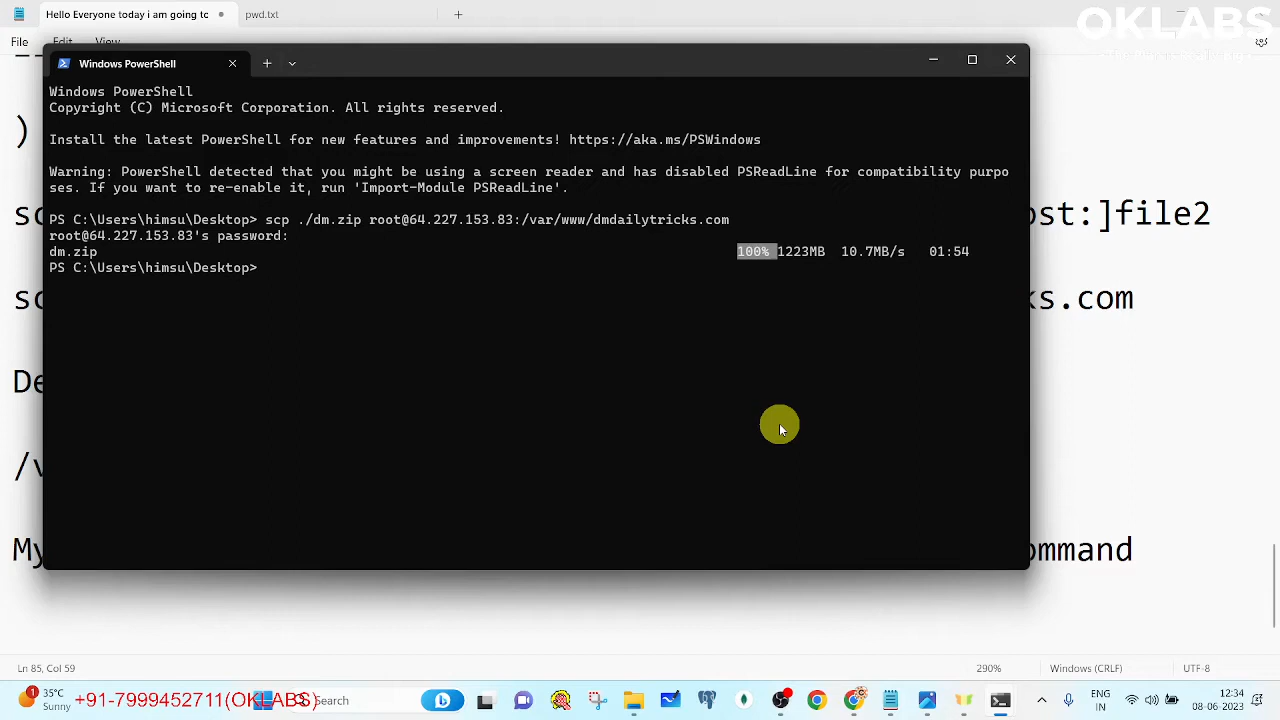 Hello Everyone today i am going to
pwd.txt
OKLABS
File Edit View
Windows PowerShell
Windows PowerShell
Copyright (C) Microsoft Corporation. All rights reserved.
Install the latest PowerShell for new features and improvements! https://aka.ms/PSWindows
Warning: PowerShell detected that you might be using a screen reader and has disabled PSReadLine for compatibility purpo
ses. If you want to re-enable it, run 'Import-Module PSReadLine'.
PS C:\Users\himsu\Desktop> scp ./dm.zip root@64.227.153.83:/var/www/dmdailytricks.com
root@64.227.153.83's password:
dm.zip 100% 1223MB 10.7MB/s 01:54
PS C:\Users\himsu\Desktop>
)
sc ost:]file2
sc ks.com
De
/v
My ommand
Ln 85, Col 59 290% Windows (CRLF) UTF-8
1 35°C
Sunny
+91-7999452711(OKLABS)
Search
ENG
IN
12:34
08-06-2023